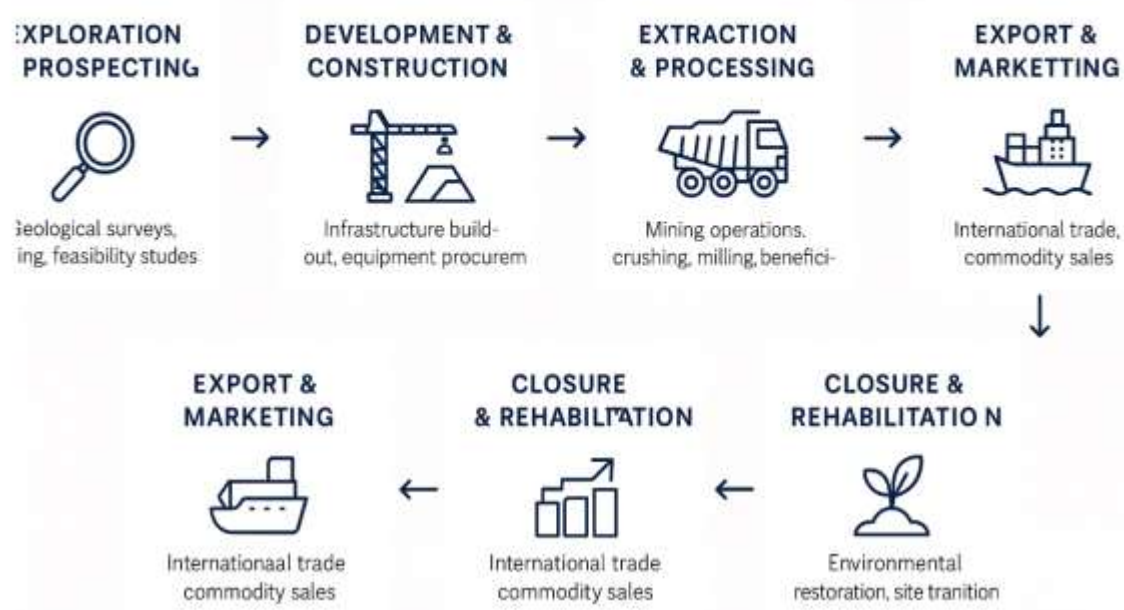 EXPLORATION
PROSPECTING
Geological surveys,
ing, feasibility studes
DEVELOPMENT &
CONSTRUCTION
Infrastructure build-
out, equipment procurem
EXTRACTION
& PROCESSING
Mining operations.
crushing, milling, benefici-
EXPORT &
MARKETTING
International trade,
commodity sales
CLOSURE &
REHABILITATIO N
Environmental
restoration, site tranition
CLOSURE
& REHABILITATION
International trade
commodity sales
EXPORT &
MARKETING
Internationaal trade
commodity sales